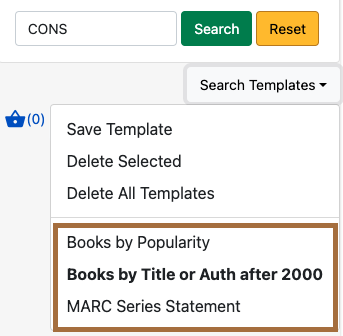 CONS Search Reset
Search Templates
(0)
Save Template
Delete Selected
Delete All Templates
Books by Popularity
Books by Title or Auth after 2000
MARC Series Statement